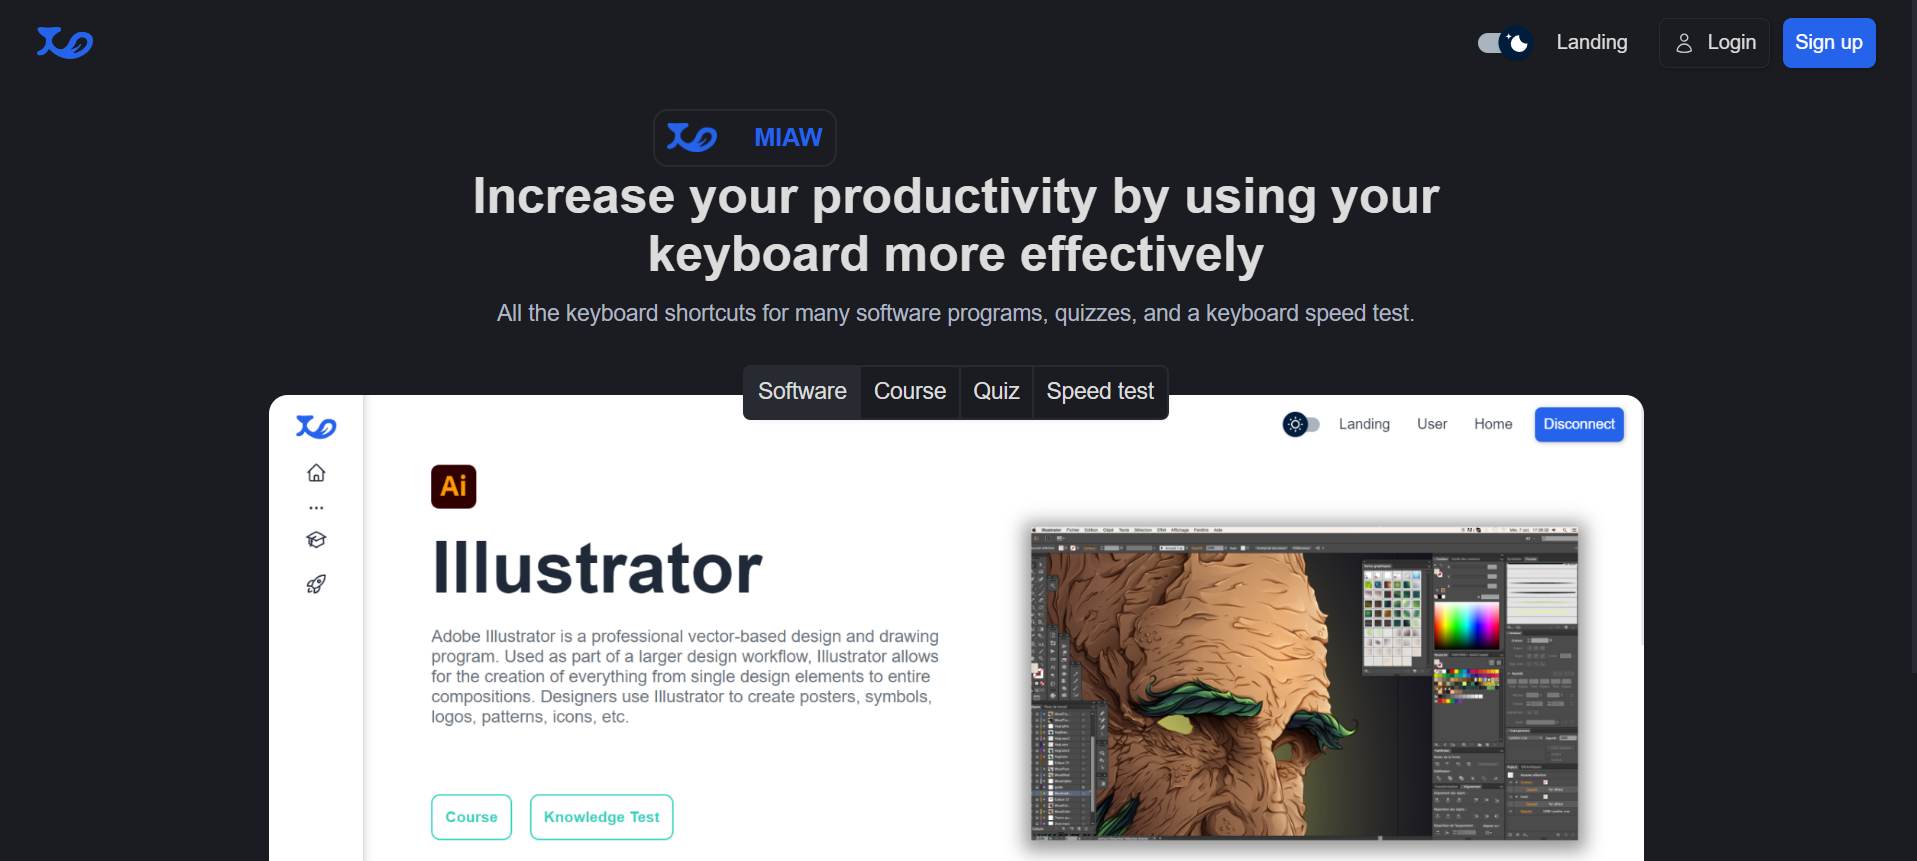 Landing
Login
Sign up
MIAW
Increase your productivity by using your
keyboard more effectively
All the keyboard shortcuts for many software programs, quizzes, and a keyboard speed test.
Software
Course
Quiz
Speed test
Landing
User
Home
Disconnect
Ai
Illustrator
Adobe Illustrator is a professional vector-based design and drawing
program. Used as part of a larger design workflow, Illustrator allows
for the creation of everything from single design elements to entire
compositions. Designers use Illustrator to create posters, symbols,
logos, patterns, icons, etc.
Course
Knowledge Test